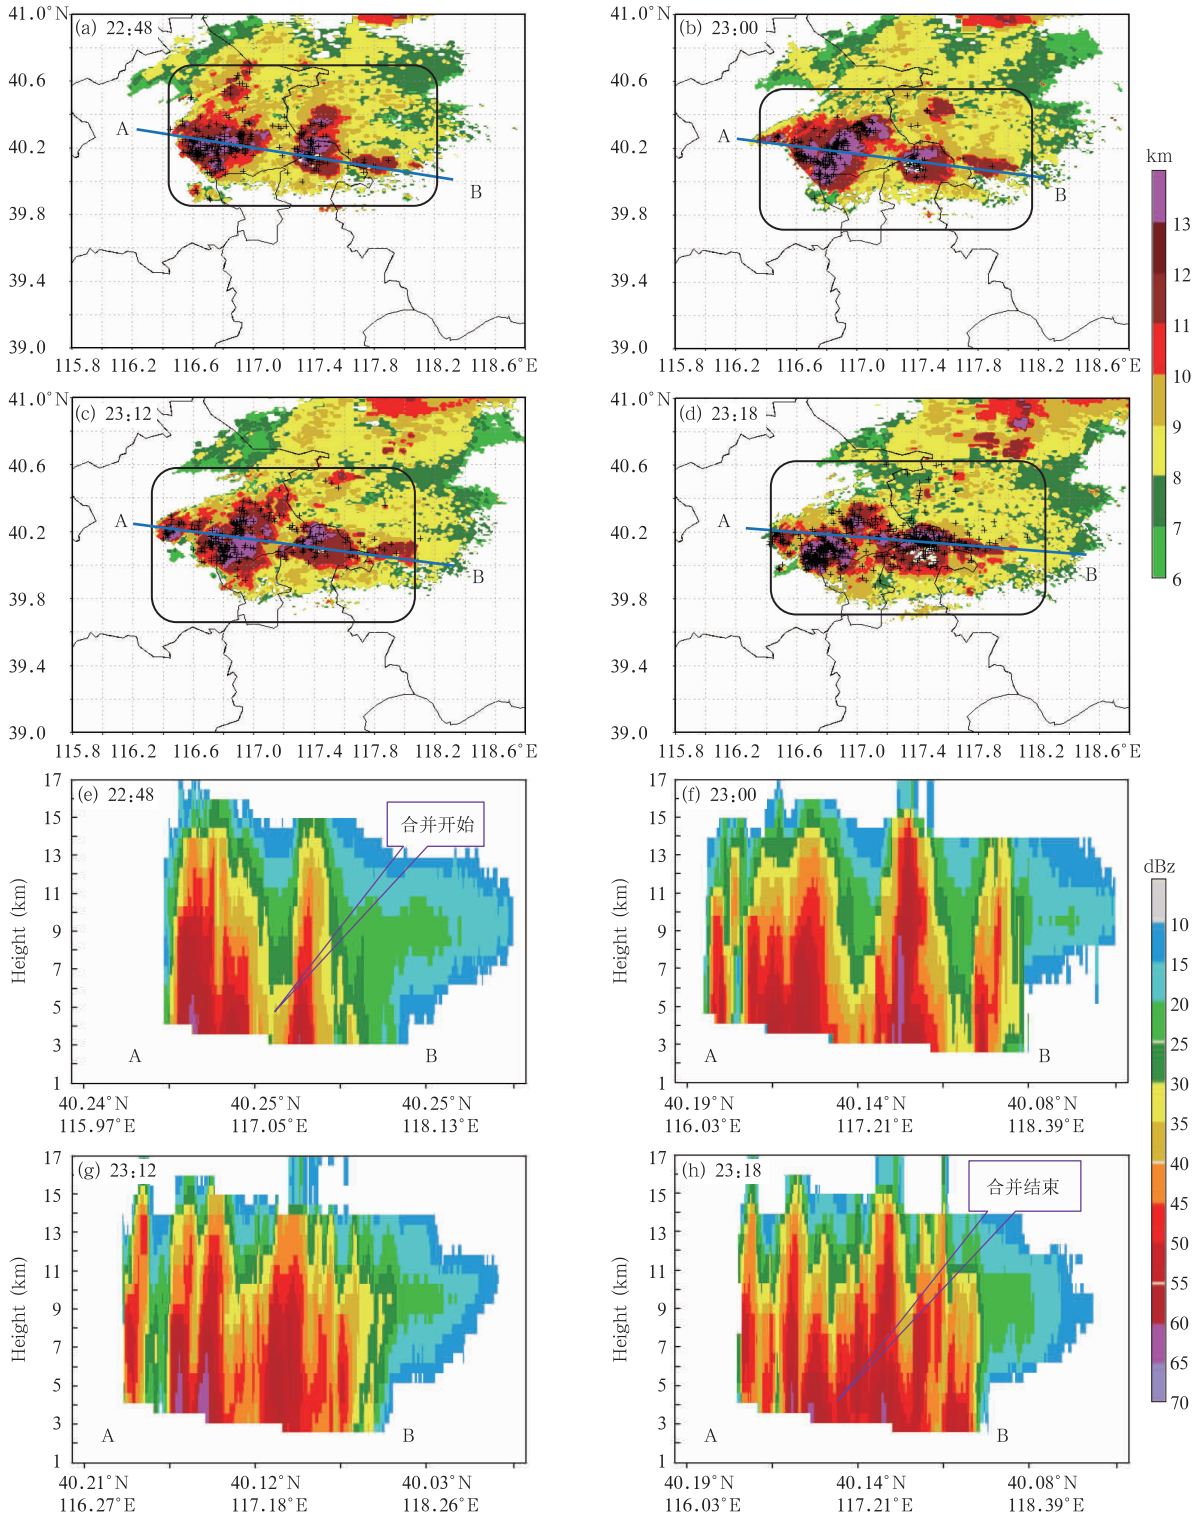 41.0°N
(a) 22:48
40.6
40.2
39.8
39.4
39.0
A
B
115.8 116.2 116.6 117.0 117.4 117.8 118.2 118.6°E
41.0°N
(b) 23:00
40.6
40.2
39.8
39.4
39.0
A
B
115.8 116.2 116.6 117.0 117.4 117.8 118.2 118.6°E
km
13
12
11
10
9
8
7
6
41.0°N
(c) 23:12
40.6
40.2
39.8
39.4
39.0
A
B
115.8 116.2 116.6 117.0 117.4 117.8 118.2 118.6°E
41.0°N
(d) 23:18
40.6
40.2
39.8
39.4
39.0
A
B
115.8 116.2 116.6 117.0 117.4 117.8 118.2 118.6°E
17
(e) 22:48
15
13
11
9
7
5
3
1
Height (km)
合并开始
A
B
40.24°N 40.25°N 40.25°N
115.97°E 117.05°E 118.13°E
17
(f) 23:00
15
13
11
9
7
5
3
1
Height (km)
A
B
40.19°N 40.14°N 40.08°N
116.03°E 117.21°E 118.39°E
dBz
10
15
20
25
30
35
40
45
50
55
60
65
70
17
(g) 23:12
15
13
11
9
7
5
3
1
Height (km)
A
B
40.21°N 40.12°N 40.03°N
116.27°E 117.18°E 118.26°E
17
(h) 23:18
15
13
11
9
7
5
3
1
Height (km)
合并结束
A
B
40.19°N 40.14°N 40.08°N
116.03°E 117.21°E 118.39°E